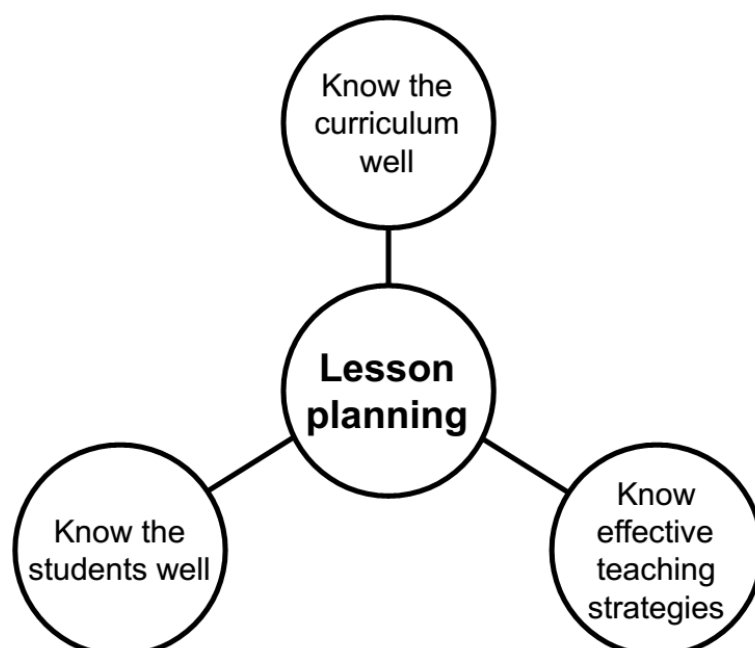 Know the
curriculum
well
Lesson
planning
Know the
students well
Know
effective
teaching
strategies